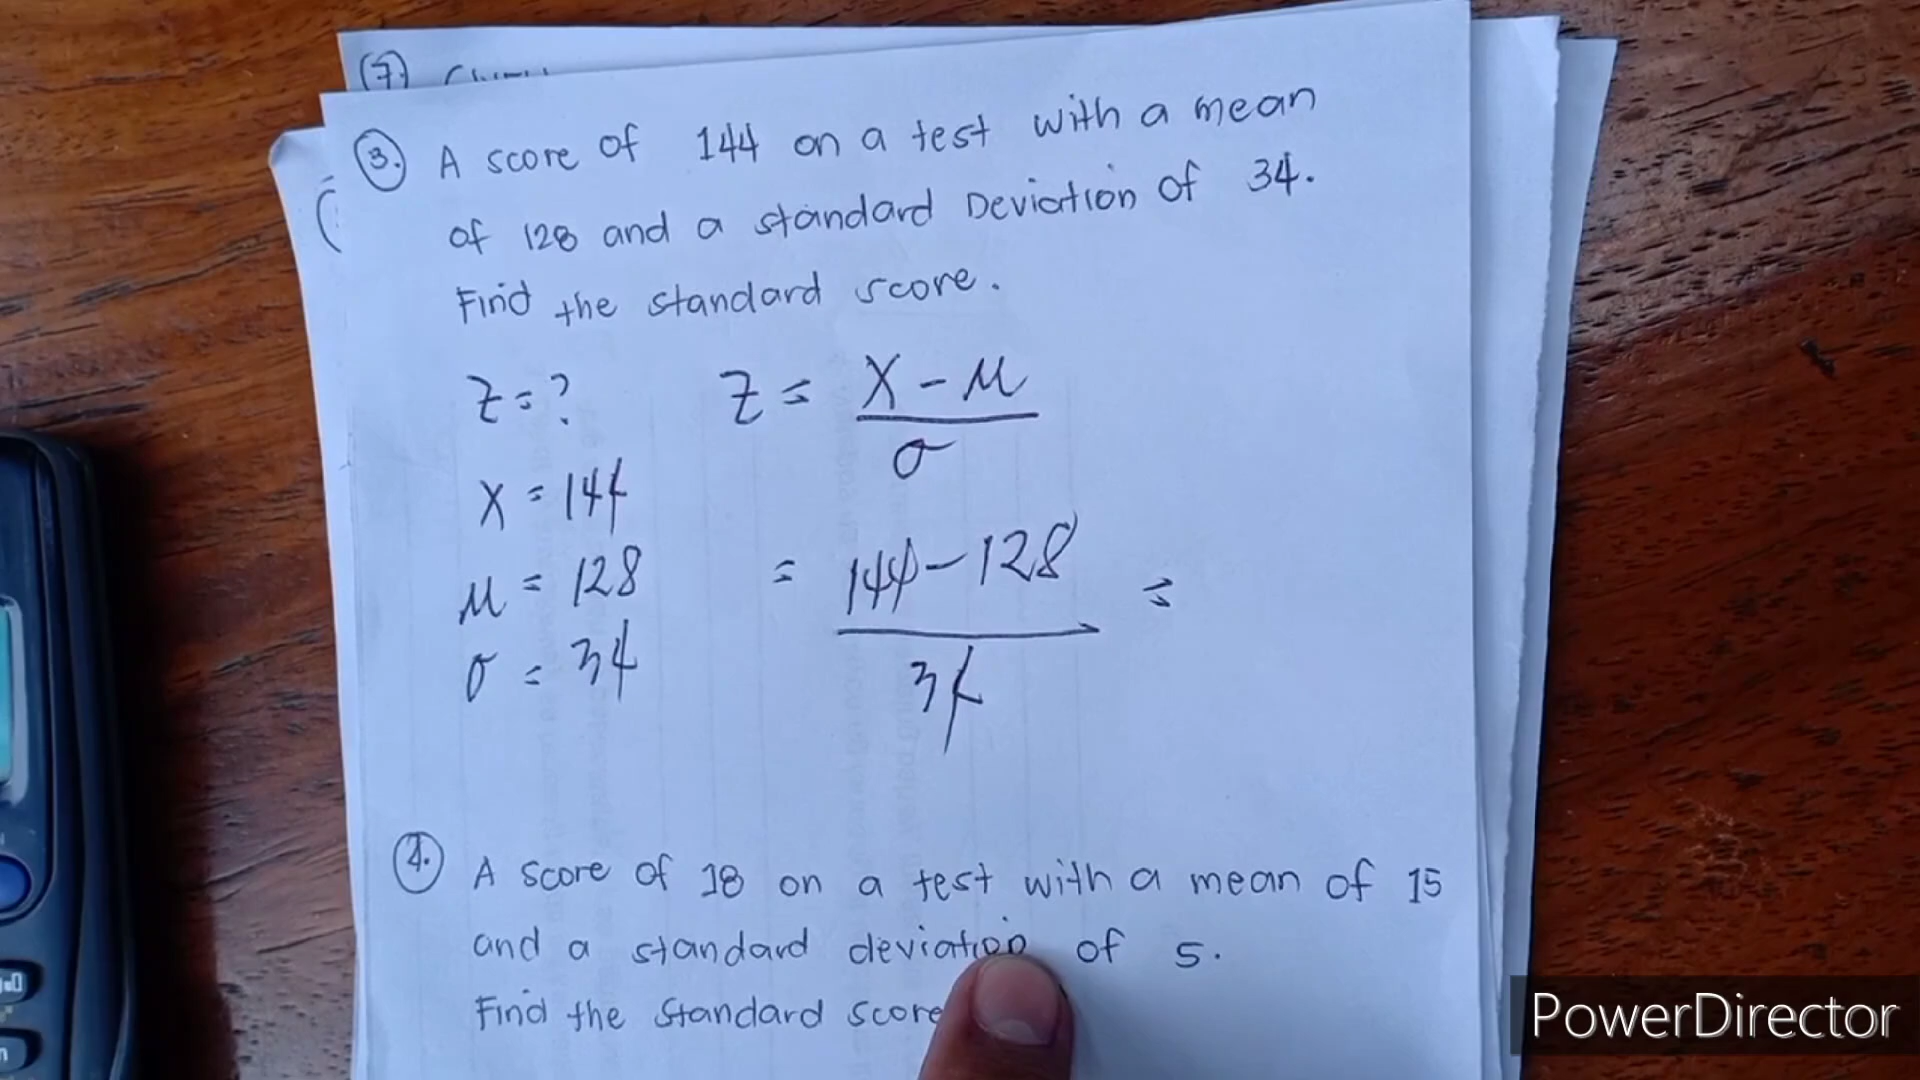 (7.)
3. A score of 144 on a test with a mean
of 128 and a standard Deviation of 34.
Find the standard score.
Z = ? Z = X - μ
σ
X = 144
μ = 128 = 144 - 128 =
σ = 34 34
4. A score of 18 on a test with a mean of 15
and a standard deviation of 5.
Find the standard score
PowerDirector